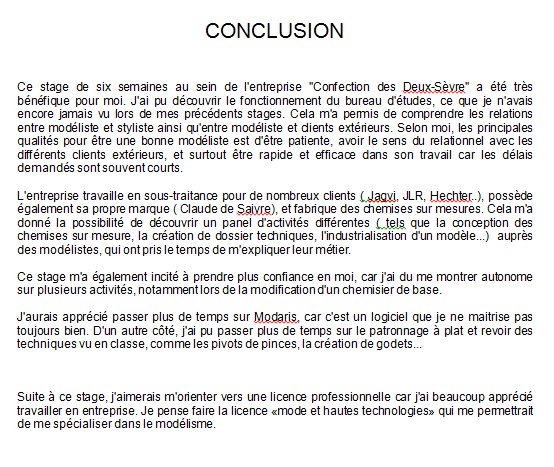 CONCLUSION
Ce stage de six semaines au sein de l'entreprise "Confection des Deux-Sèvre" a été très
bénéfique pour moi. J'ai pu découvrir le fonctionnement du bureau d'études, ce que je n'avais
encore jamais vu lors de mes précédents stages. Cela m'a permis de comprendre les relations
entre modéliste et styliste ainsi qu'entre modéliste et clients extérieurs. Selon moi, les principales
qualités pour être une bonne modéliste est d'être patiente, avoir le sens du relationnel avec les
différents clients extérieurs, et surtout être rapide et efficace dans son travail car les délais
demandés sont souvent courts.
L'entreprise travaille en sous-traitance pour de nombreux clients ( Jagvi, JLR, Hechter..), possède
également sa propre marque ( Claude de Saivre), et fabrique des chemises sur mesures. Cela m'a
donné la possibilité de découvrir un panel d'activités différentes ( tels que la conception des
chemises sur mesure, la création de dossier techniques, l'industrialisation d'un modèle...) auprès
des modélistes, qui ont pris le temps de m'expliquer leur métier.
Ce stage m'a également incité à prendre plus confiance en moi, car j'ai du me montrer autonome
sur plusieurs activités, notamment lors de la modification d'un chemisier de base.
J'aurais apprécié passer plus de temps sur Modaris, car c'est un logiciel que je ne maitrise pas
toujours bien. D'un autre côté, j'ai pu passer plus de temps sur le patronnage à plat et revoir des
techniques vu en classe, comme les pivots de pinces, la création de godets...
Suite à ce stage, j'aimerais m'orienter vers une licence professionnelle car j'ai beaucoup apprécié
travailler en entreprise. Je pense faire la licence «mode et hautes technologies» qui me permettrait
de me spécialiser dans le modélisme.